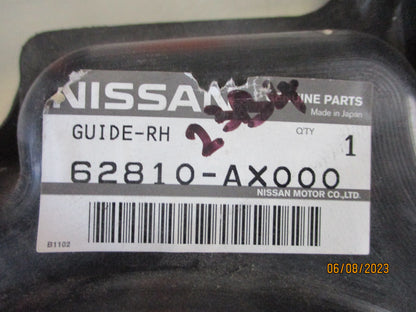 NISSAN
INE PARTS
Made in Japan
GUIDE-RH
Q'TY
1
62810-AX000
NISSAN MOTOR CO.,LTD.
B1102
06/08/2023